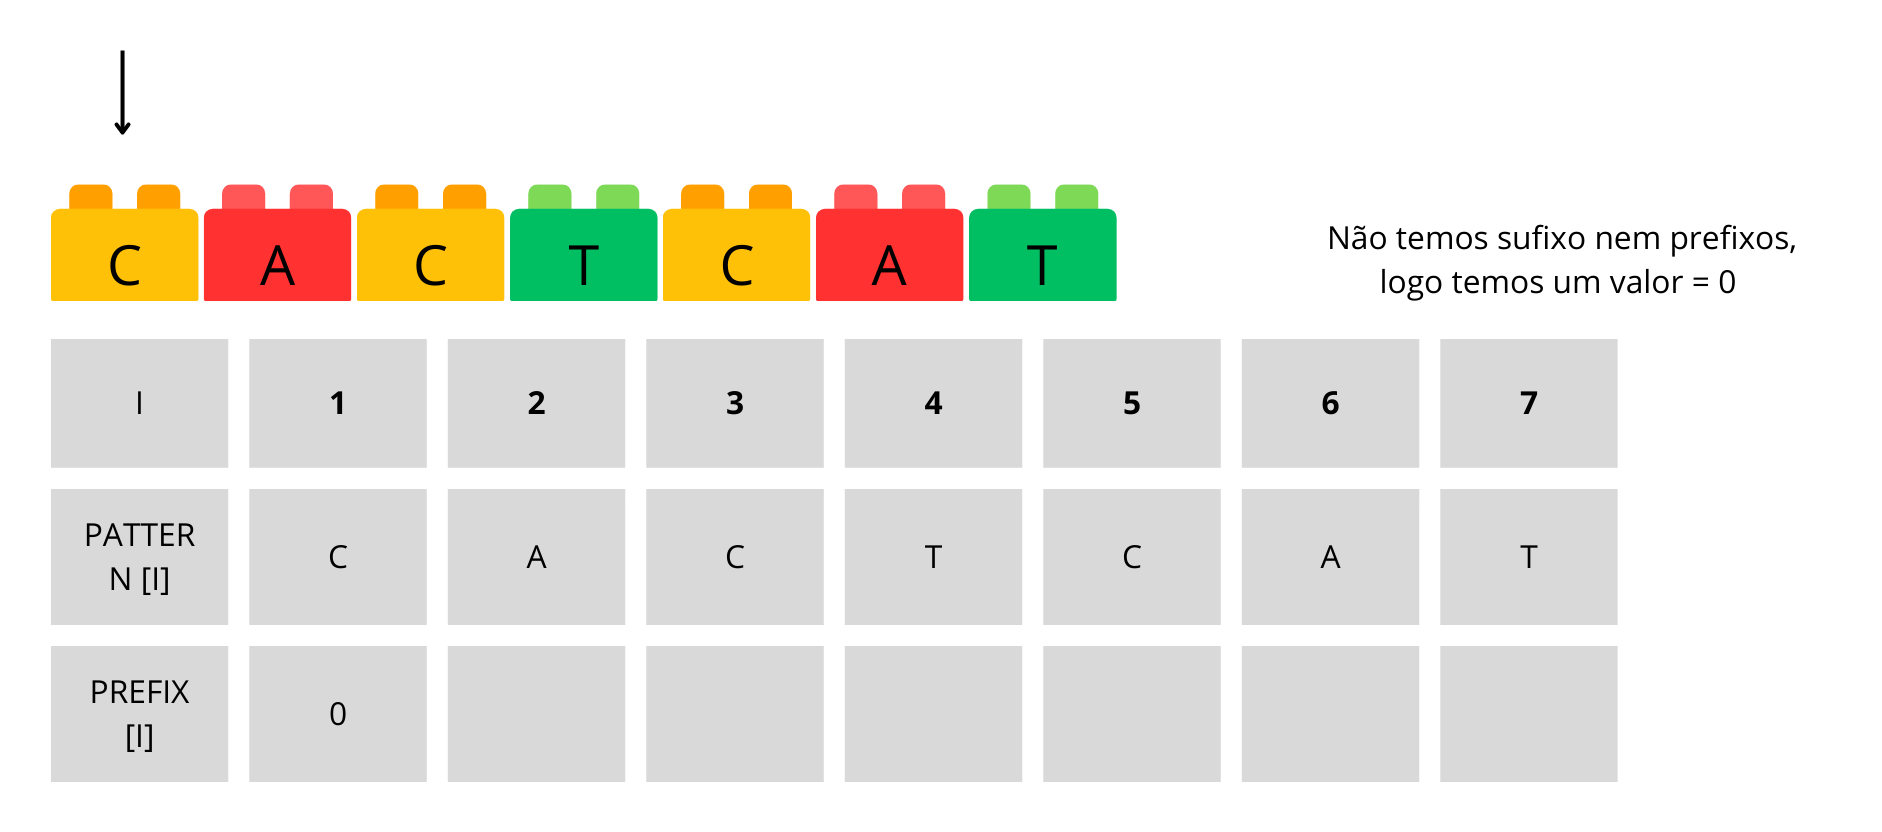 C A C T C A T
Não temos sufixo nem prefixos,
logo temos um valor = 0
I 1 2 3 4 5 6 7
PATTER
N [I] C A C T C A T
PREFIX
[I] 0